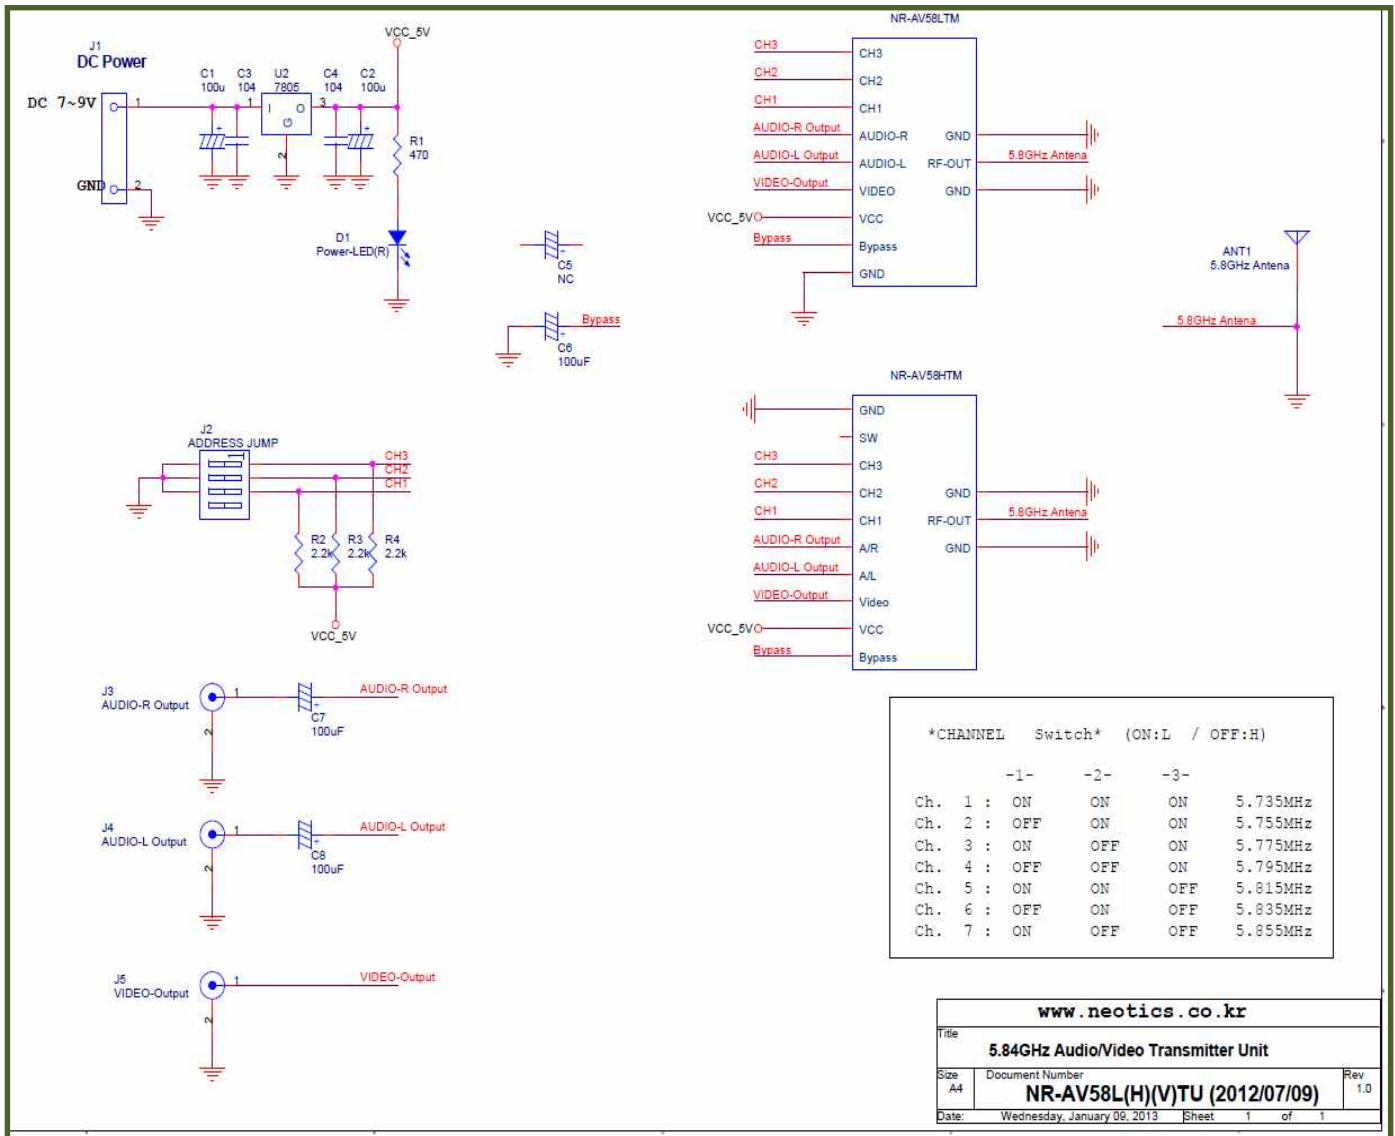 J1
DC Power
DC 7~9V
1
GND
2
C1
100u
C3
104
U2
7805
1
I
O
3
G
2
C4
104
C2
100u
VCC_5V
R1
470
D1
Power-LED(R)
C5
NC
Bypass
C6
100uF
J2
ADDRESS JUMP
CH3
CH2
CH1
R2
2.2k
R3
2.2k
R4
2.2k
VCC_5V
J3
AUDIO-R Output
1
2
C7
100uF
AUDIO-R Output
J4
AUDIO-L Output
1
2
C8
100uF
AUDIO-L Output
J5
VIDEO-Output
1
2
VIDEO-Output
NR-AV58LTM
CH3 CH3
CH2 CH2
CH1 CH1
AUDIO-R Output AUDIO-R GND
AUDIO-L Output AUDIO-L RF-OUT 5.8GHz Antena
VIDEO-Output VIDEO GND
VCC_5V VCC
Bypass Bypass
GND
ANT1
5.8GHz Antena
5.8GHz Antena
NR-AV58HTM
GND
SW
CH3 CH3
CH2 CH2 GND
CH1 CH1 RF-OUT 5.8GHz Antena
AUDIO-R Output A/R GND
AUDIO-L Output A/L
VIDEO-Output Video
VCC_5V VCC
Bypass Bypass
*CHANNEL Switch* (ON:L / OFF:H)
-1- -2- -3-
Ch. 1 : ON ON ON 5.735MHz
Ch. 2 : OFF ON ON 5.755MHz
Ch. 3 : ON OFF ON 5.775MHz
Ch. 4 : OFF OFF ON 5.795MHz
Ch. 5 : ON ON OFF 5.815MHz
Ch. 6 : OFF ON OFF 5.835MHz
Ch. 7 : ON OFF OFF 5.855MHz
www.neotics.co.kr
Title
5.84GHz Audio/Video Transmitter Unit
Size
A4
Document Number
NR-AV58L(H)(V)TU (2012/07/09)
Rev
1.0
Date: Wednesday, January 09, 2013 Sheet 1 of 1